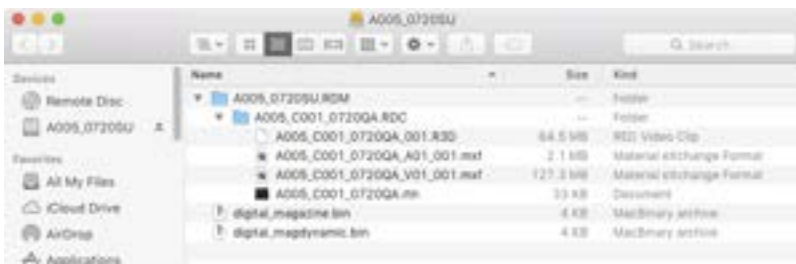 A005_0720SU
Search
Name Size Kind
Devices
Remote Disc
A005_0720SU
Favorites
All My Files
iCloud Drive
AirDrop
Applications
A005_0720SU.RDM -- Folder
A005_C001_0720QA.RDC -- Folder
A005_C001_0720QA_001.R3D 64.5 MB RED Video Clip
A005_C001_0720QA_A01_001.mxf 2.1 MB Material eXchange Format
A005_C001_0720QA_V01_001.mxf 127.3 MB Material eXchange Format
A005_C001_0720QA.rtn 33 KB Document
digital_magazine.bin 4 KB MacBinary archive
digital_magdynamic.bin 4 KB MacBinary archive